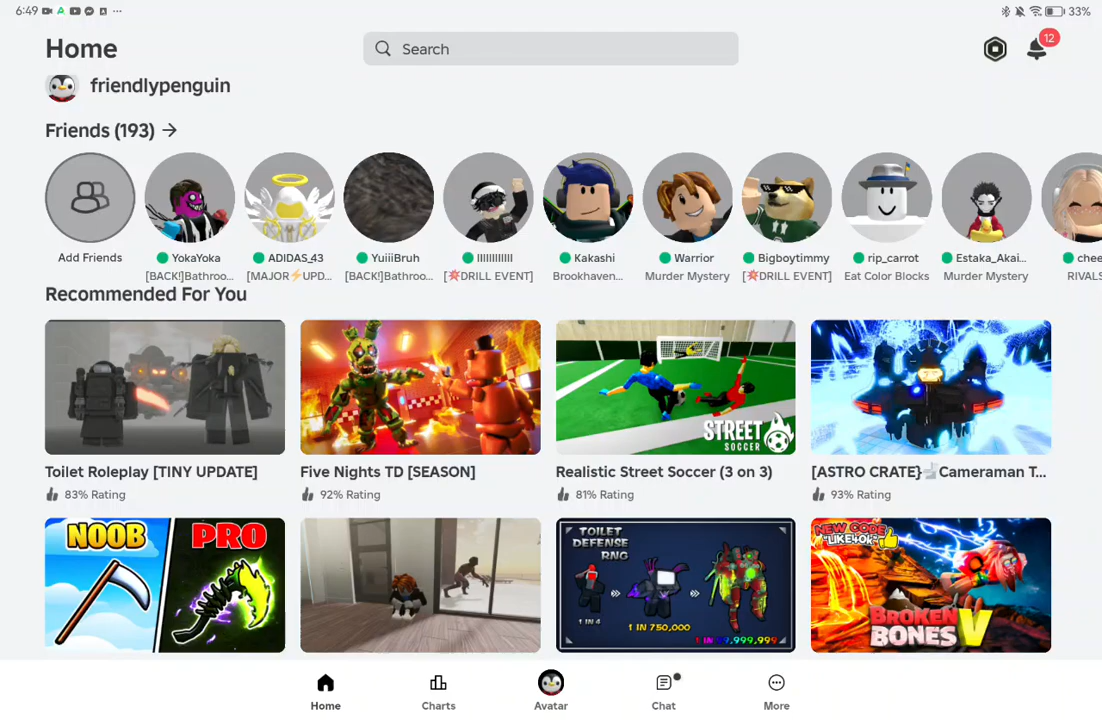 6:49
33%
Home
Search
12
friendlypenguin
Friends (193) →
Add Friends
YokaYoka
[BACK!]Bathroo...
ADIDAS_43
[MAJOR⚡UPD...
YuiiiBruh
[BACK!]Bathroo...
[💥DRILL EVENT]
Kakashi
Brookhaven...
Warrior
Murder Mystery
Bigboytimmy
[💥DRILL EVENT]
rip_carrot
Eat Color Blocks
Estaka_Akai...
Murder Mystery
chee
RIVALS
Recommended For You
STREET
SOCCER
Toilet Roleplay [TINY UPDATE]
83% Rating
Five Nights TD [SEASON]
92% Rating
Realistic Street Soccer (3 on 3)
81% Rating
[ASTRO CRATE}🚽Cameraman T...
93% Rating
NOOB
PRO
TOILET
DEFENSE
RNG
1 IN 4
1 IN 750,000
NEW CODE
"LIKE40K"
BROKEN
BONES V
Home
Charts
Avatar
Chat
More